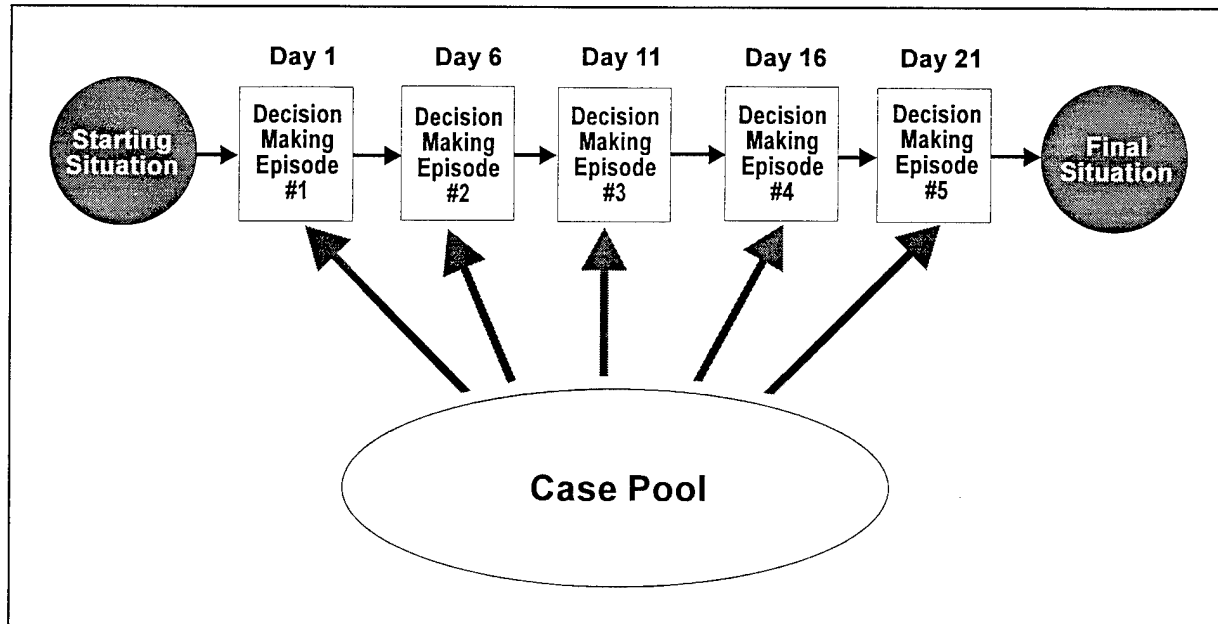 Day 1
Day 6
Day 11
Day 16
Day 21
Starting
Situation
Decision
Making
Episode
#1
Decision
Making
Episode
#2
Decision
Making
Episode
#3
Decision
Making
Episode
#4
Decision
Making
Episode
#5
Final
Situation
Case Pool